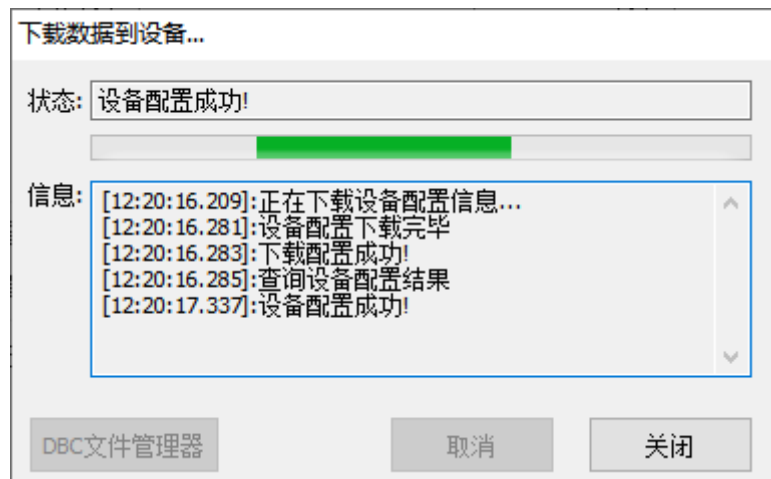 下载数据到设备...
状态: 设备配置成功!
信息: [12:20:16.209]:正在下载设备配置信息...
[12:20:16.281]:设备配置下载完毕
[12:20:16.283]:下载配置成功!
[12:20:16.285]:查询设备配置结果
[12:20:17.337]:设备配置成功!
DBC文件管理器 取消 关闭